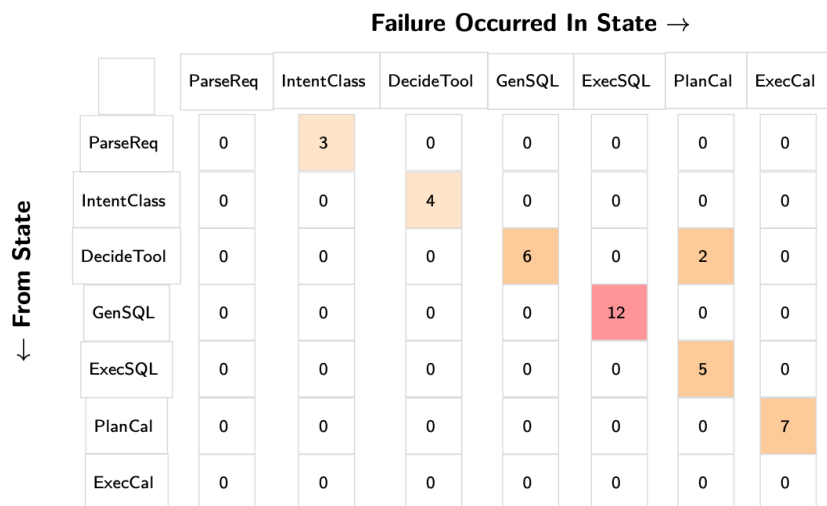 Failure Occurred In State →
ParseReq IntentClass DecideTool GenSQL ExecSQL PlanCal ExecCal
ParseReq 0 3 0 0 0 0 0
IntentClass 0 0 4 0 0 0 0
DecideTool 0 0 0 6 0 2 0
GenSQL 0 0 0 0 12 0 0
ExecSQL 0 0 0 0 0 5 0
PlanCal 0 0 0 0 0 0 7
ExecCal 0 0 0 0 0 0 0
← From State